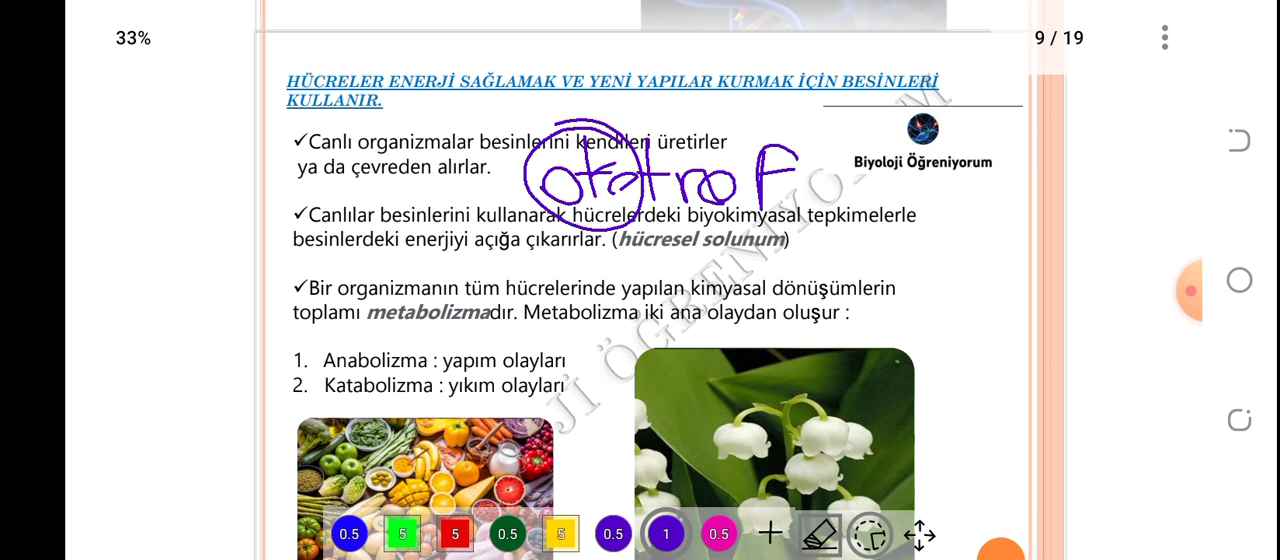 33%
9 / 19
HÜCRELER ENERJİ SAĞLAMAK VE YENİ YAPILAR KURMAK İÇİN BESİNLERİ
KULLANIR.
✓Canlı organizmalar besinlerini kendileri üretirler
ya da çevreden alırlar.
Biyoloji Öğreniyorum
ototrof
✓Canlılar besinlerini kullanarak hücrelerdeki biyokimyasal tepkimelerle
besinlerdeki enerjiyi açığa çıkarırlar. (hücresel solunum)
✓Bir organizmanın tüm hücrelerinde yapılan kimyasal dönüşümlerin
toplamı metabolizmadır. Metabolizma iki ana olaydan oluşur :
1. Anabolizma : yapım olayları
2. Katabolizma : yıkım olayları
Jİ ÖĞRENİYORUM
0.5 5 5 0.5 5 0.5 1 0.5